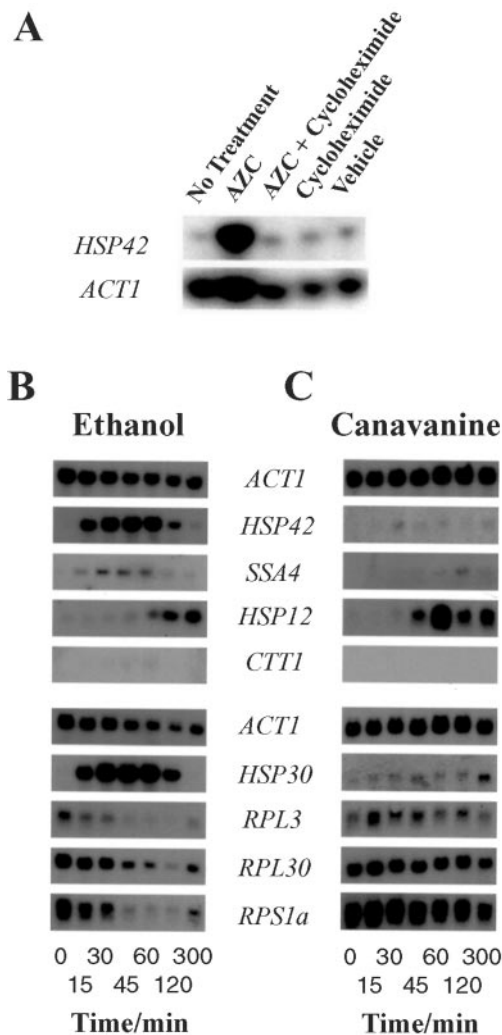 A
No Treatment
AZC
AZC + Cycloheximide
Cycloheximide
Vehicle
HSP42
ACT1
B
C
Ethanol
Canavanine
ACT1
HSP42
SSA4
HSP12
CTT1
ACT1
HSP30
RPL3
RPL30
RPS1a
0 30 60 300
15 45 120
Time/min
0 30 60 300
15 45 120
Time/min